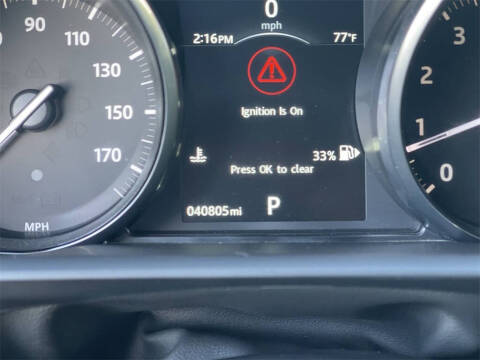 90
110
130
150
170
MPH
0
mph
2:16PM 77°F
Ignition Is On
33%
Press OK to clear
040805mi P
3
2
1
0